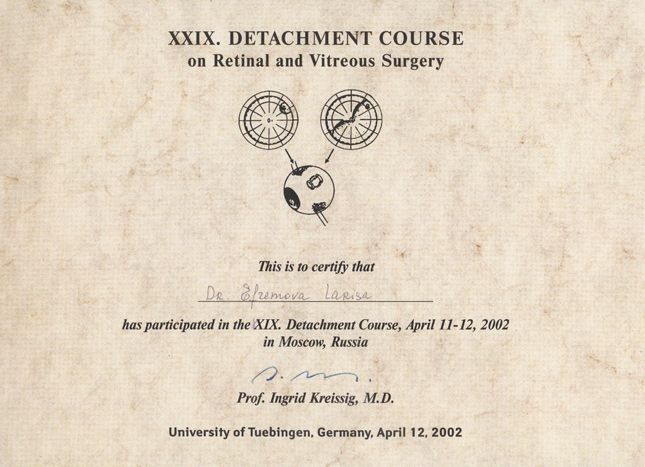 XXIX. DETACHMENT COURSE
on Retinal and Vitreous Surgery
This is to certify that
Dr Efremova Larisa
has participated in the XXIX. Detachment Course, April 11-12, 2002
in Moscow, Russia
Prof. Ingrid Kreissig, M.D.
University of Tuebingen, Germany, April 12, 2002